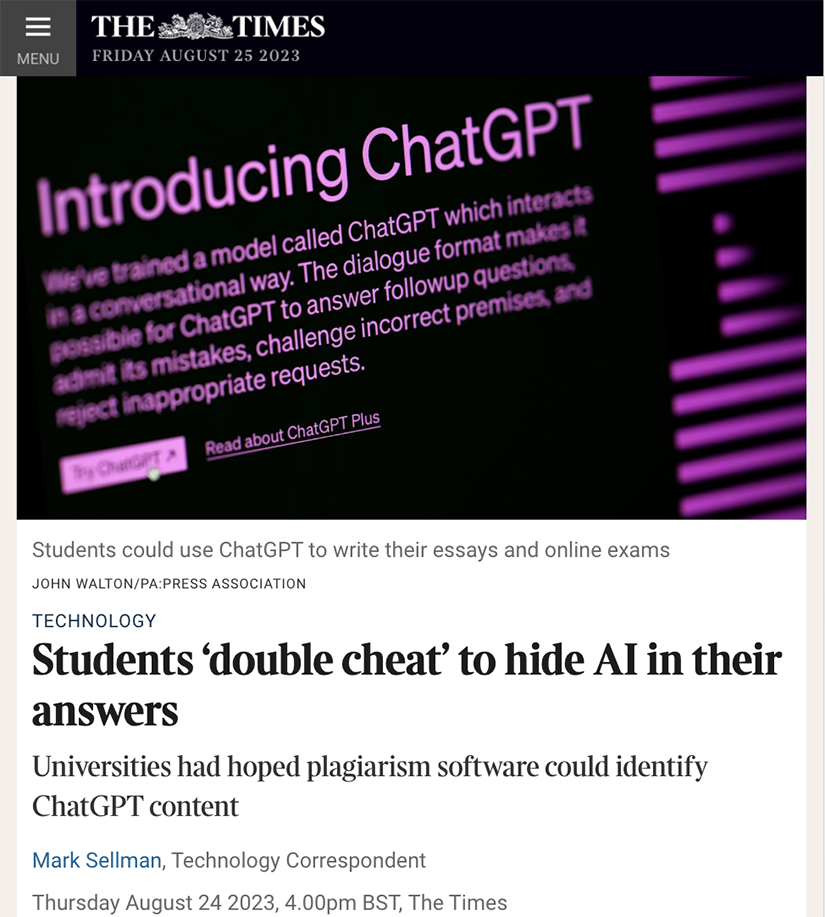 MENU
THE TIMES
FRIDAY AUGUST 25 2023
Introducing ChatGPT
We've trained a model called ChatGPT which interacts
in a conversational way. The dialogue format makes it
possible for ChatGPT to answer followup questions,
admit its mistakes, challenge incorrect premises, and
reject inappropriate requests.
Try ChatGPT ↗
Read about ChatGPT Plus
Students could use ChatGPT to write their essays and online exams
JOHN WALTON/PA:PRESS ASSOCIATION
TECHNOLOGY
Students ‘double cheat’ to hide AI in their
answers
Universities had hoped plagiarism software could identify
ChatGPT content
Mark Sellman, Technology Correspondent
Thursday August 24 2023, 4.00pm BST, The Times